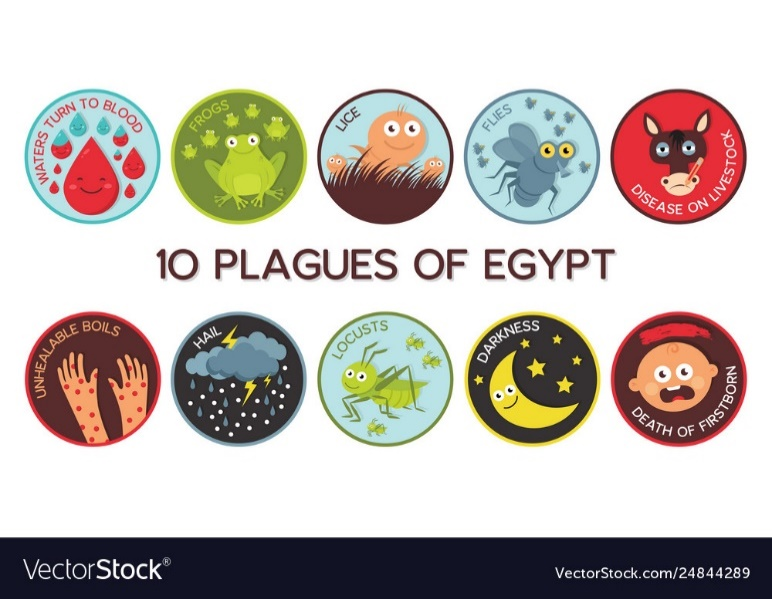 WATERS TURN TO BLOOD
FROGS
LICE
FLIES
DISEASE ON LIVESTOCK
10 PLAGUES OF EGYPT
UNHEALABLE BOILS
HAIL
LOCUSTS
DARKNESS
DEATH OF FIRSTBORN
VectorStock®
VectorStock.com/24844289